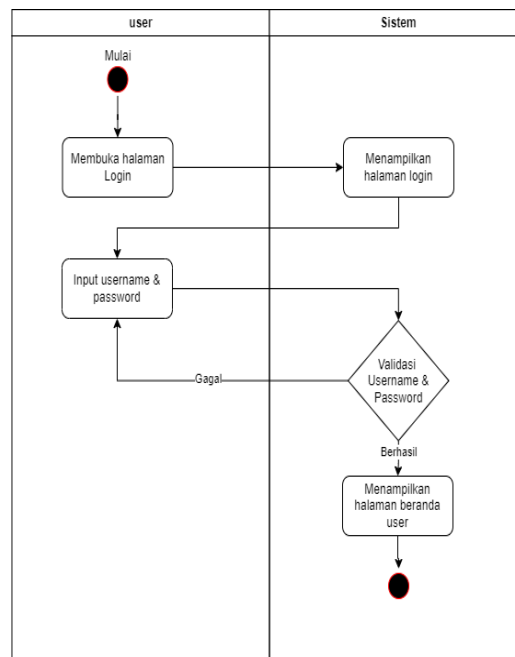 user
Sistem
Mulai
Membuka halaman
Login
Menampilkan
halaman login
Input username &
password
Validasi
Username &
Password
Gagal
Berhasil
Menampilkan
halaman beranda
user